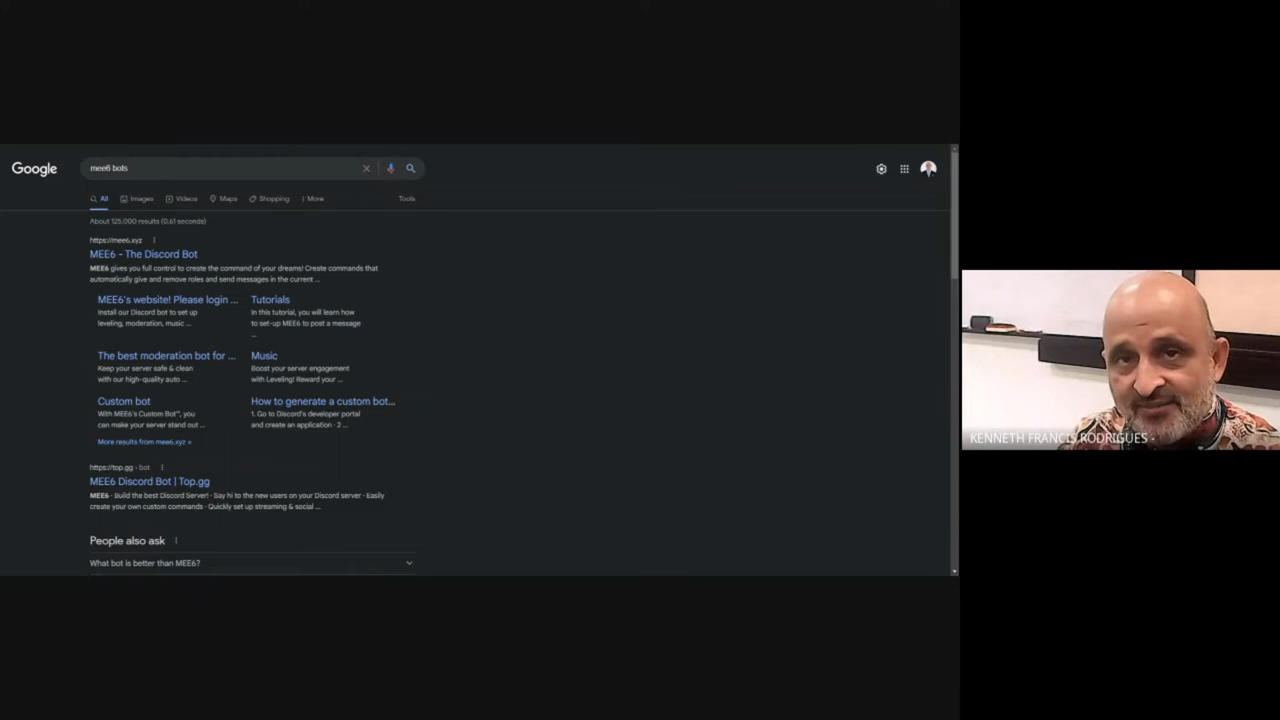 Google
mee6 bots
All Images Videos Maps Shopping More Tools
About 125,000 results (0.61 seconds)
https://mee6.xyz
MEE6 - The Discord Bot
MEE6 gives you full control to create the command of your dreams! Create commands that
automatically give and remove roles and send messages in the current ...
MEE6's website! Please login ...
Install our Discord bot to set up
leveling, moderation, music ...
Tutorials
In this tutorial, you will learn how
to set-up MEE6 to post a message
...
The best moderation bot for ...
Keep your server safe & clean
with our high-quality auto ...
Music
Boost your server engagement
with Leveling! Reward your ...
Custom bot
With MEE6's Custom Bot™, you
can make your server stand out ...
How to generate a custom bot...
1. Go to Discord's developer portal
and create an application · 2 ...
More results from mee6.xyz »
https://top.gg › bot
MEE6 Discord Bot | Top.gg
MEE6 · Build the best Discord Server! · Say hi to the new users on your Discord server · Easily
create your own custom commands · Quickly set up streaming & social ...
People also ask
What bot is better than MEE6?
KENNETH FRANCIS RODRIGUES -